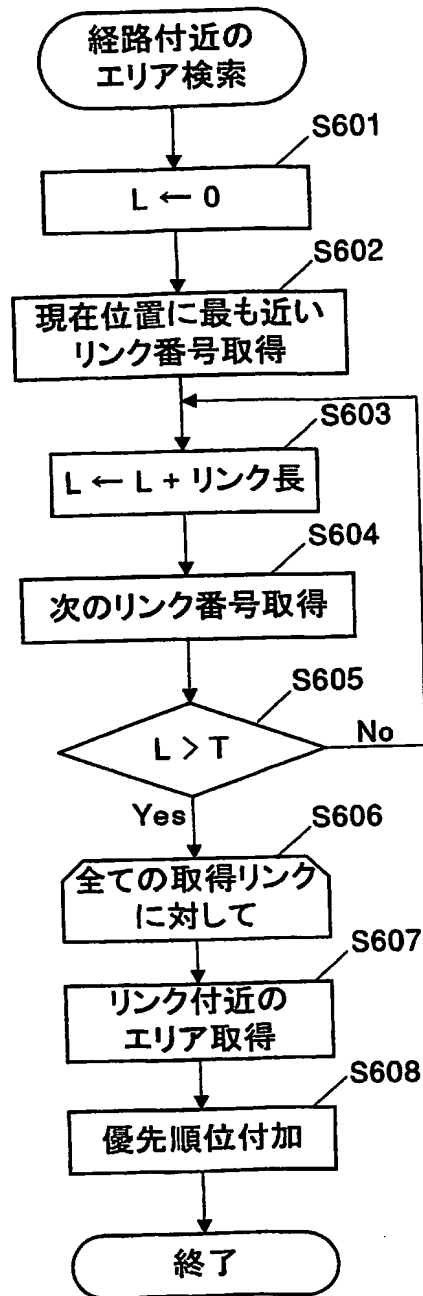 経路付近の
エリア検索
S601
L ← 0
S602
現在位置に最も近い
リンク番号取得
S603
L ← L + リンク長
S604
次のリンク番号取得
S605
L > T
No
Yes
S606
全ての取得リンク
に対して
S607
リンク付近の
エリア取得
S608
優先順位付加
終了